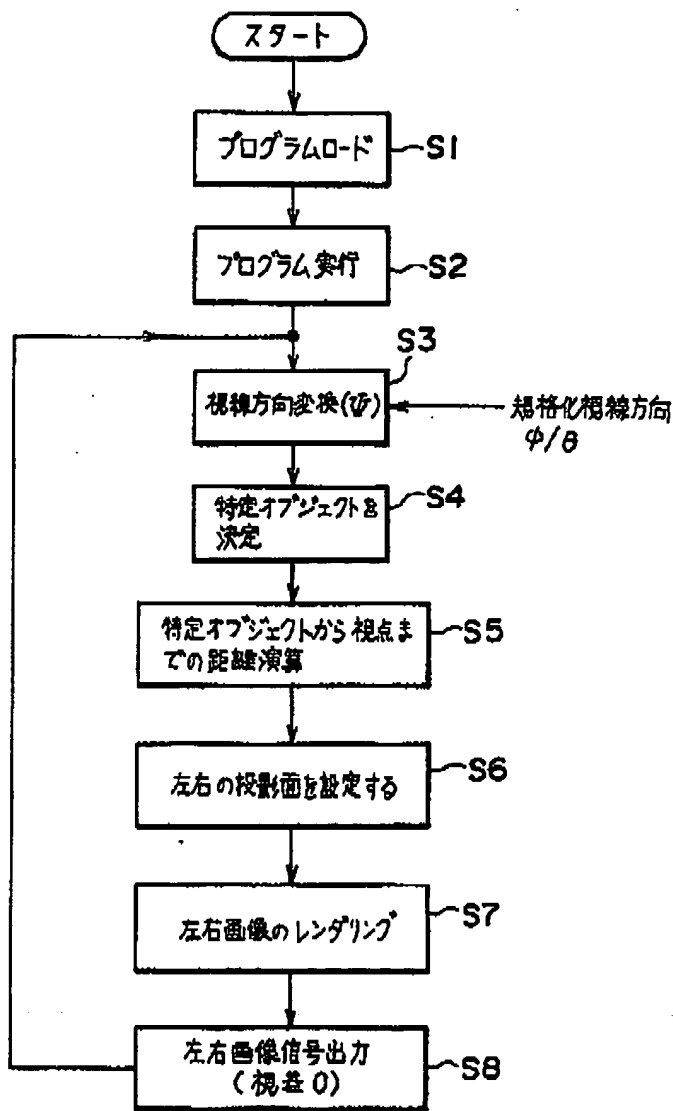 スタート
プログラムロード
S1
プログラム実行
S2
S3
視線方向変換(ψ)
規格化視線方向
φ/θ
S4
特定オブジェクトを
決定
特定オブジェクトから視点ま
での距離演算
S5
左右の投影面を設定する
S6
左右画像のレンダリング
S7
左右画像信号出力
(視差0)
S8